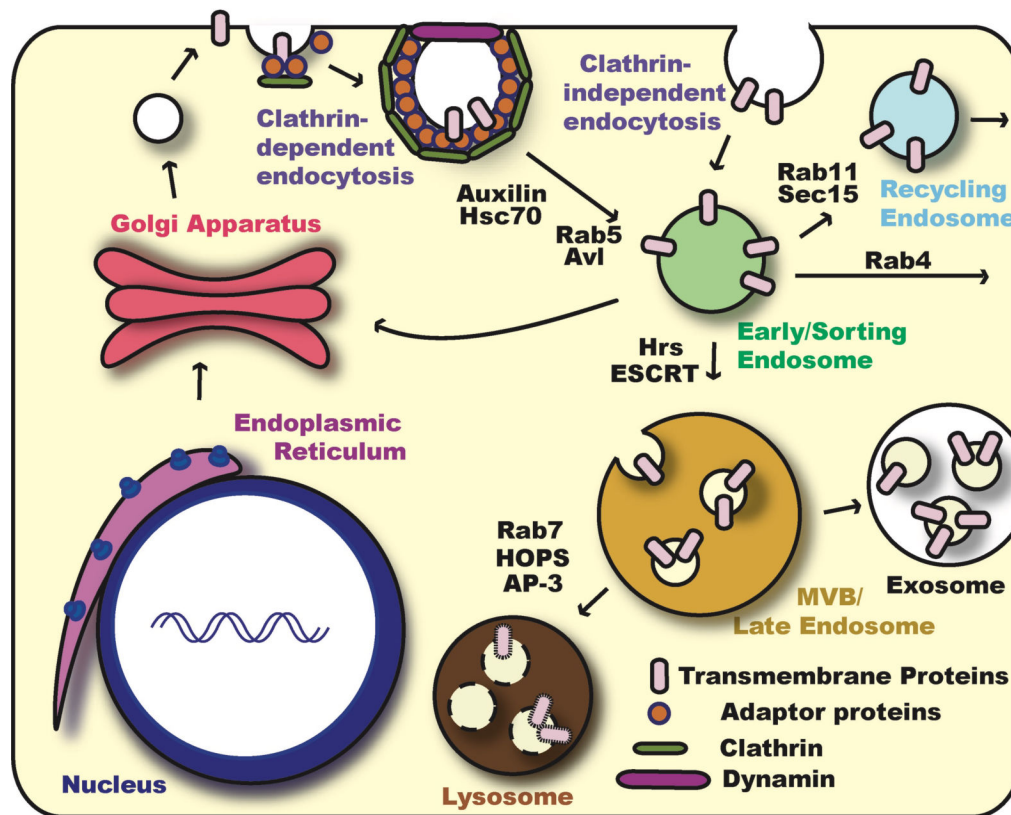 Clathrin-
dependent
endocytosis
Clathrin-
independent
endocytosis
Auxilin
Hsc70
Rab5
Avl
Rab11
Sec15
Recycling
Endosome
Rab4
Golgi Apparatus
Early/Sorting
Endosome
Hrs
ESCRT
Endoplasmic
Reticulum
Rab7
HOPS
AP-3
Exosome
MVB/
Late Endosome
Nucleus
Lysosome
Transmembrane Proteins
Adaptor proteins
Clathrin
Dynamin